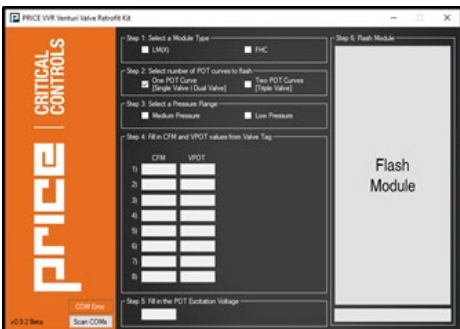 PRICE VVR Venturi Valve Retrofit Kit
price | CRITICAL CONTROLS
Step 1: Select a Module Type
LM(X)
FHC
Step 2: Select number of POT curves to flash
One POT Curve
[Single Valve | Dual Valve]
Two POT Curves
[Triple Valve]
Step 3: Select a Pressure Range
Medium Pressure
Low Pressure
Step 4: Fill in CFM and VPOT values from Valve Tag
CFM
VPOT
1)
2)
3)
4)
5)
6)
7)
8)
Step 5: Fill in the POT Excitation Voltage
Step 6: Flash Module
Flash
Module
COM Error
v0.9.2 Beta
Scan COMs